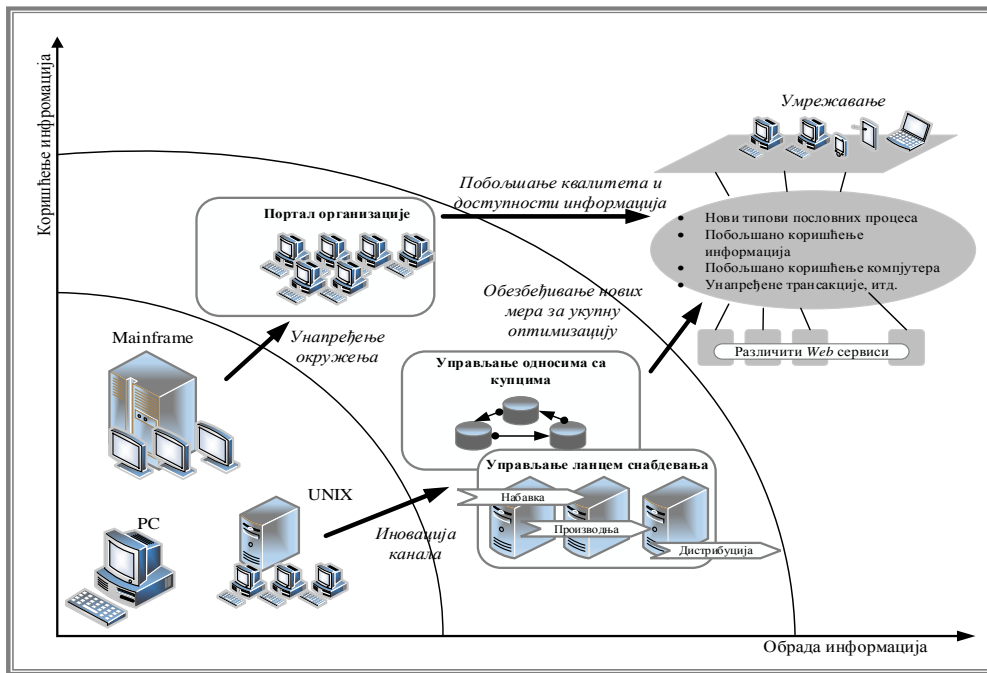 Коришћење инфромација
Умрежавање
Побољшање квалитета и
доступности информација
Портал организације
• Нови типови пословних процеса
• Побољшано коришћење
информација
• Побољшано коришћење компјутера
• Унапређене трансакције, итд.
Обезбеђивање нових
мера за укупну
оптимизацију
Mainframe
Унапређење
окружења
Различити Web сервиси
Управљање односима са
купцима
Управљање ланцем снабдевања
UNIX
Набавка
PC
Иновација
канала
Производња
Дистрибуција
Обрада информација